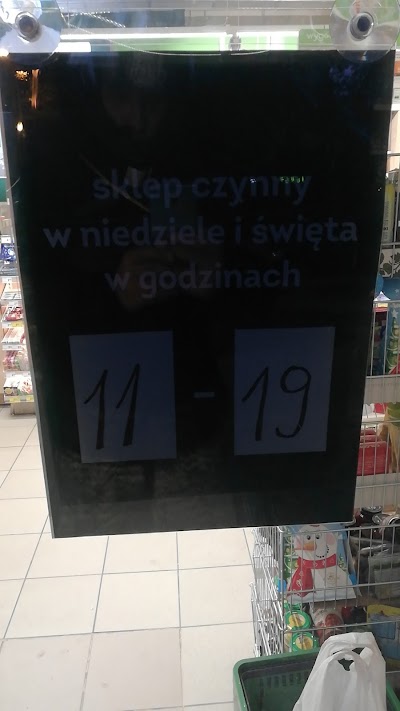 sklep czynny
w niedziele i święta
w godzinach
11 - 19